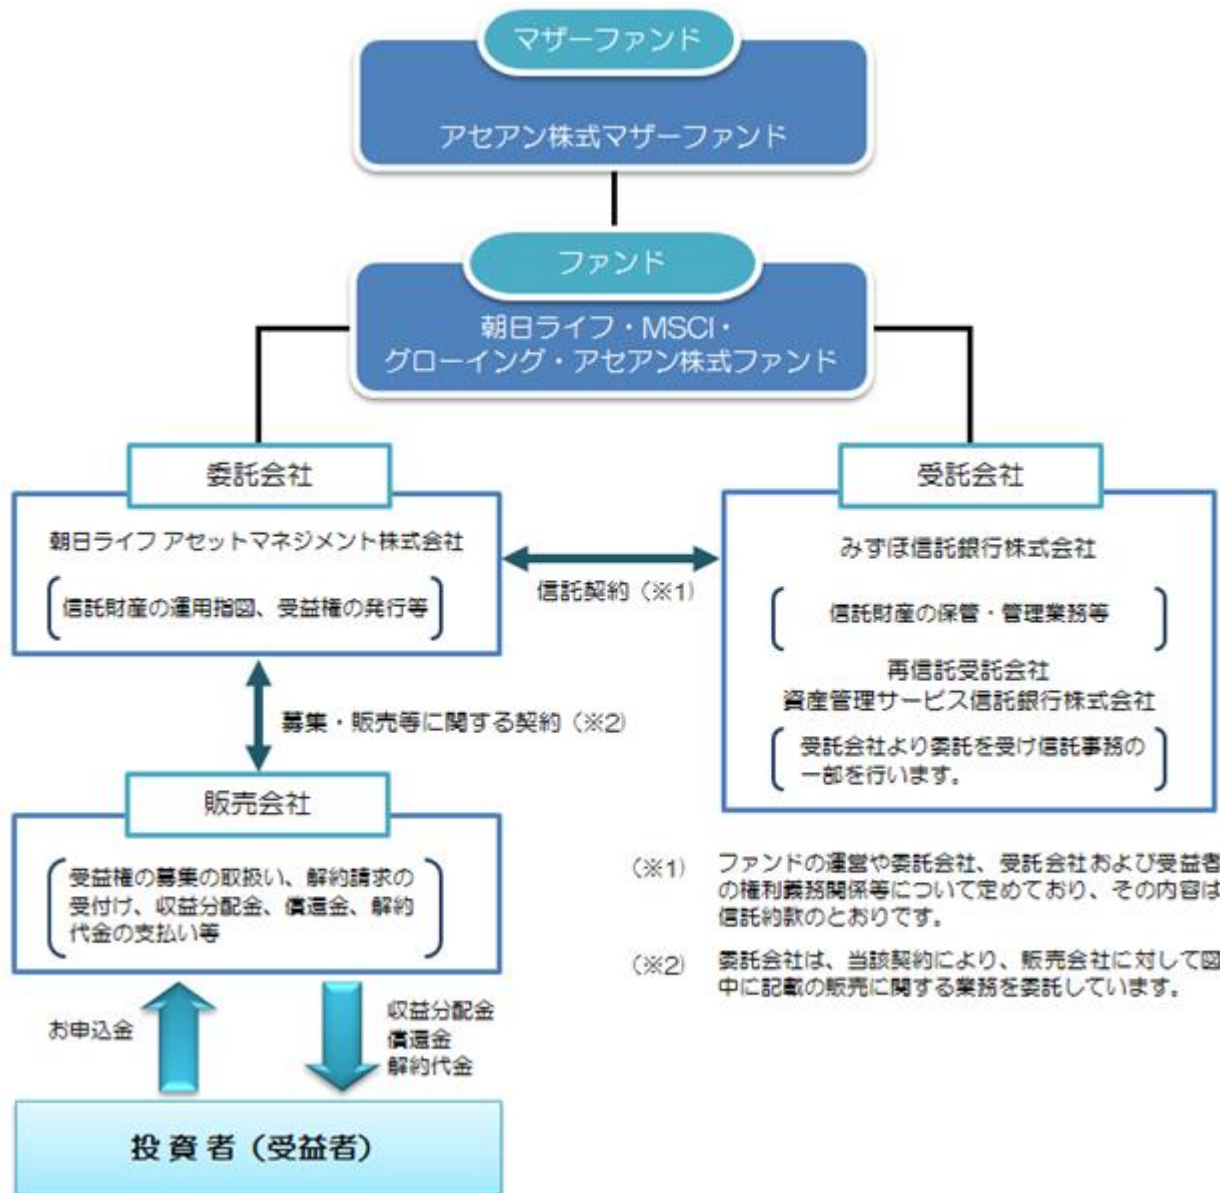 マザーファンド
アセアン株式マザーファンド
ファンド
朝日ライフ・MSCI・
グローイング・アセアン株式ファンド
委託会社
朝日ライフ アセットマネジメント株式会社
信託財産の運用指図、受益権の発行等
信託契約（※1）
受託会社
みずほ信託銀行株式会社
信託財産の保管・管理業務等
再信託受託会社
資産管理サービス信託銀行株式会社
受託会社より委託を受け信託事務の
一部を行います。
募集・販売等に関する契約（※2）
販売会社
受益権の募集の取扱い、解約請求の
受付け、収益分配金、償還金、解約
代金の支払い等
（※1） ファンドの運営や委託会社、受託会社および受益者
の権利義務関係等について定めており、その内容は
信託約款のとおりです。
（※2） 委託会社は、当該契約により、販売会社に対して図
中に記載の販売に関する業務を委託しています。
お申込金
収益分配金
償還金
解約代金
投資者（受益者）